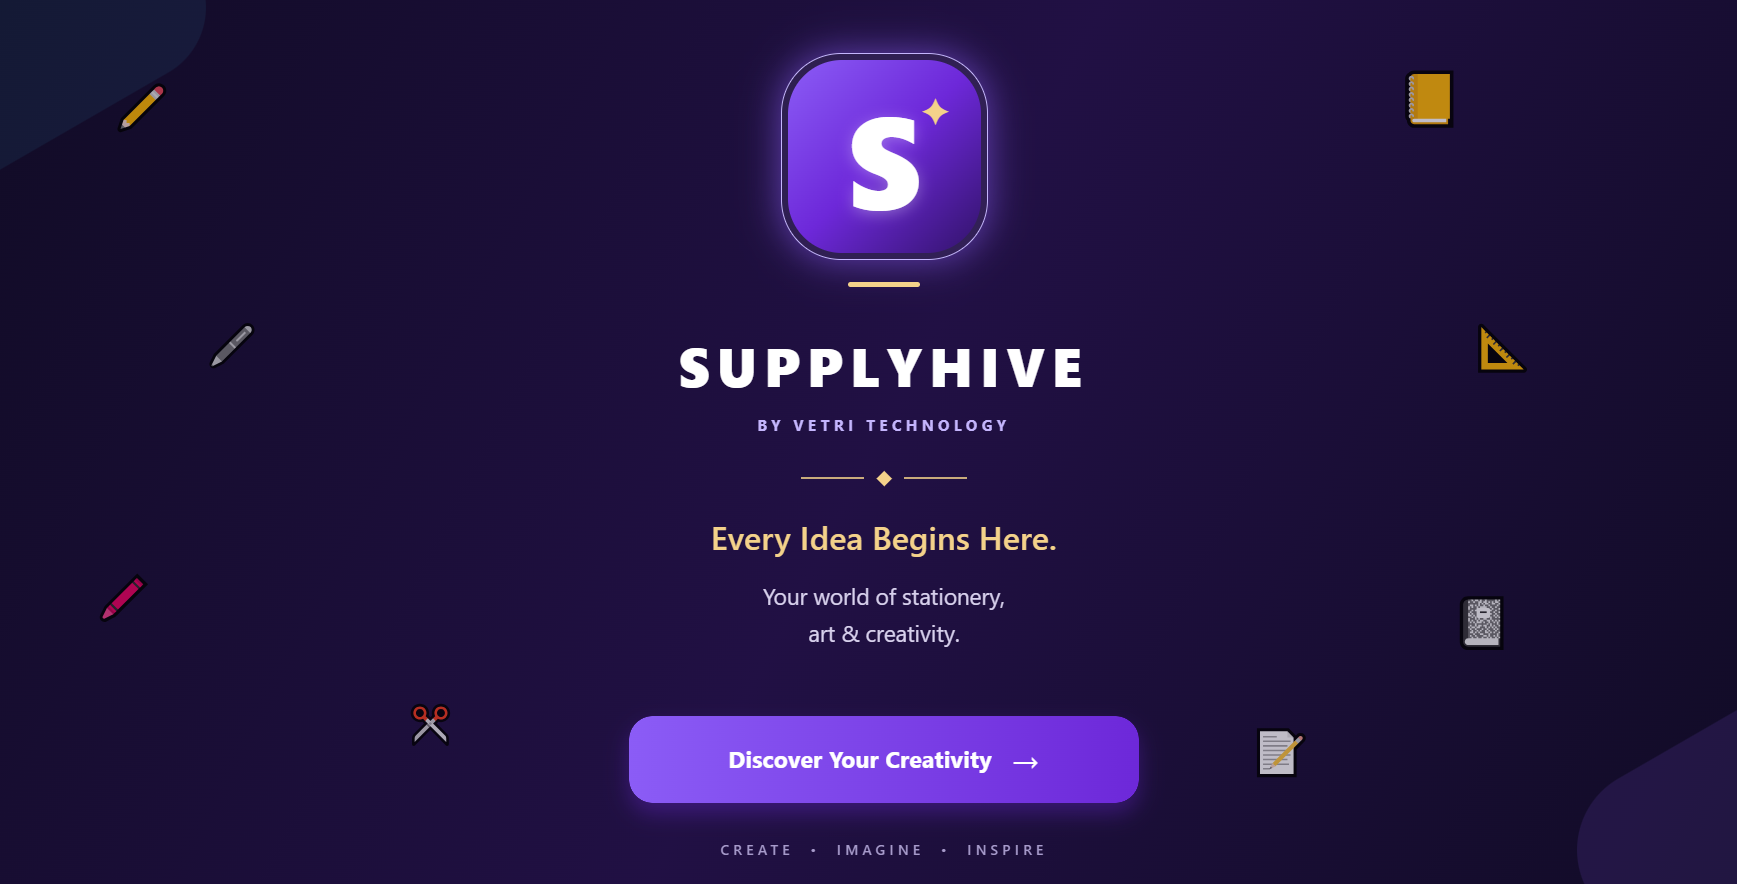 S
SUPPLYHIVE
BY VETRI TECHNOLOGY
Every Idea Begins Here.
Your world of stationery,
art & creativity.
Discover Your Creativity →
CREATE • IMAGINE • INSPIRE